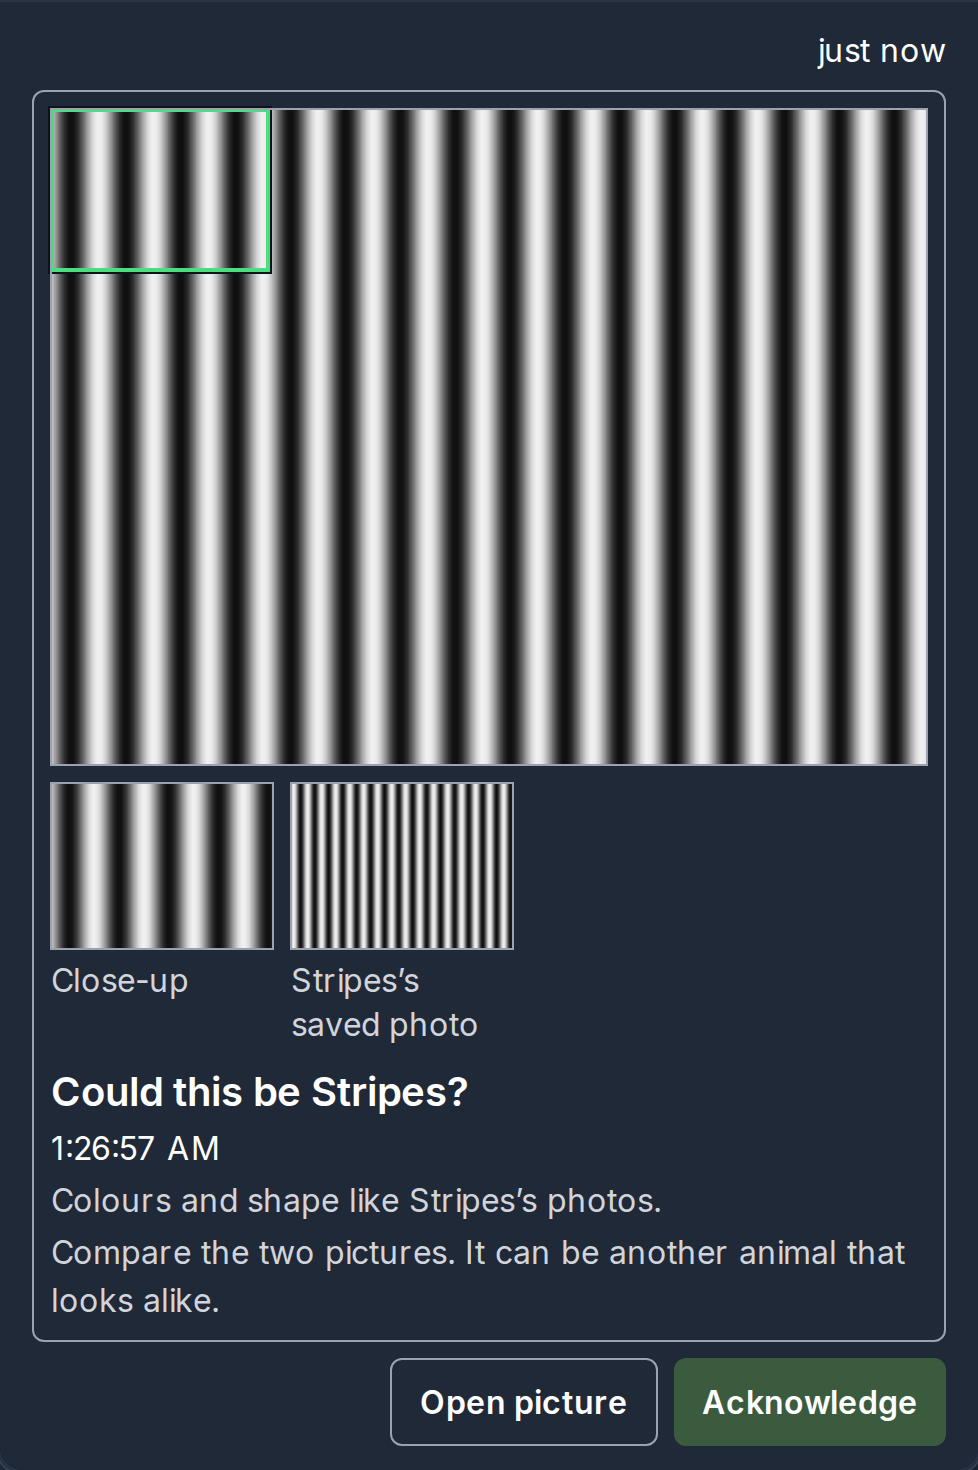 just now
Close-up
Stripes’s
saved photo
Could this be Stripes?
1:26:57 AM
Colours and shape like Stripes’s photos.
Compare the two pictures. It can be another animal that
looks alike.
Open picture
Acknowledge